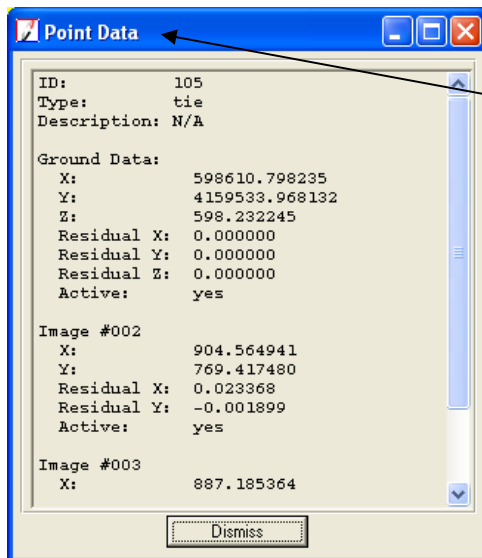 Point Data
ID: 105
Type: tie
Description: N/A
Ground Data:
X: 598610.798235
Y: 4159533.968132
Z: 598.232245
Residual X: 0.000000
Residual Y: 0.000000
Residual Z: 0.000000
Active: yes
Image #002
X: 904.564941
Y: 769.417480
Residual X: 0.023368
Residual Y: -0.001899
Active: yes
Image #003
X: 887.185364
Dismiss